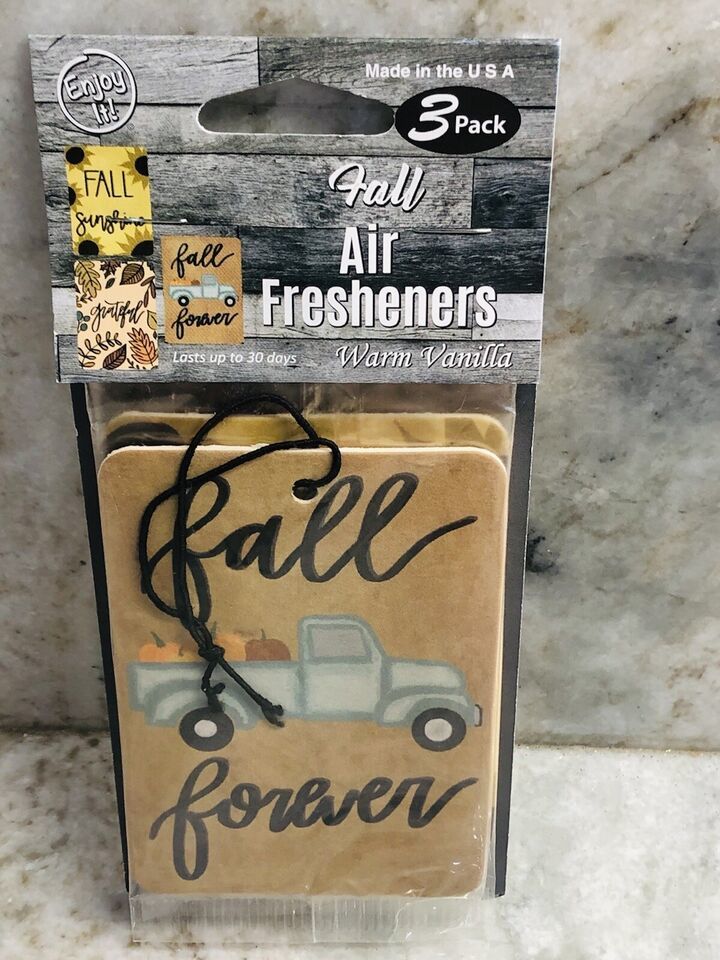 Enjoy
It!
Made in the U S A
3 Pack
FALL
sunshine
fall
forever
grateful
Fall
Air
Fresheners
Lasts up to 30 days
Warm Vanilla
fall
forever